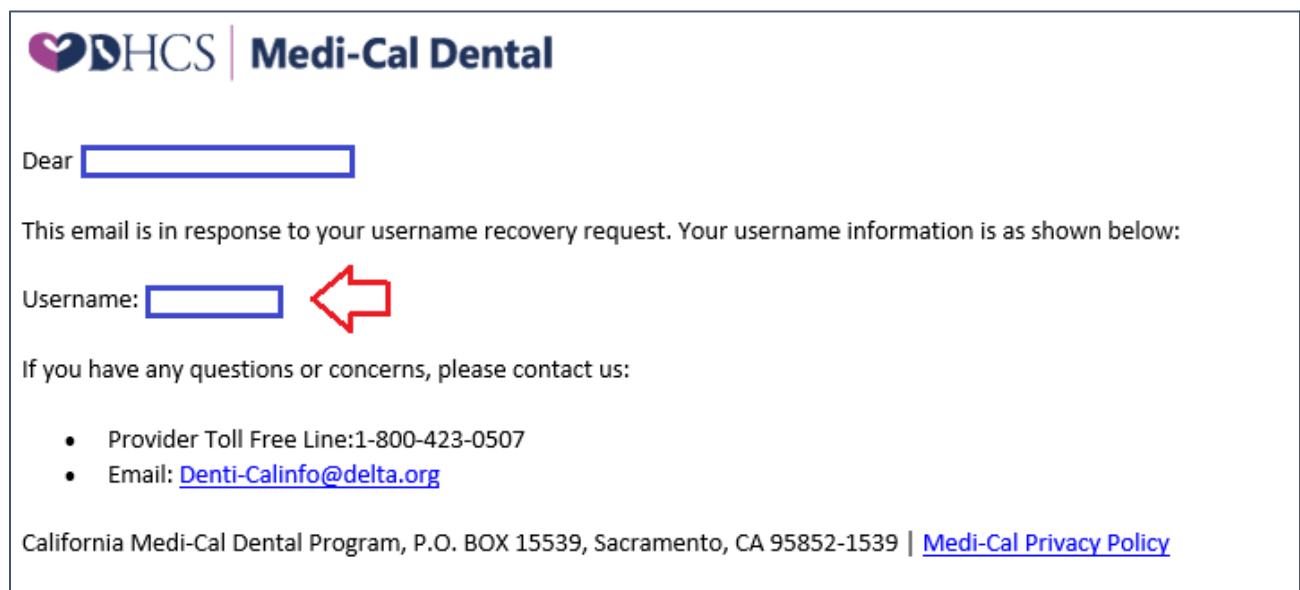 DHCS | Medi-Cal Dental
Dear
This email is in response to your username recovery request. Your username information is as shown below:
Username:
If you have any questions or concerns, please contact us:
• Provider Toll Free Line:1-800-423-0507
• Email: Denti-Calinfo@delta.org
California Medi-Cal Dental Program, P.O. BOX 15539, Sacramento, CA 95852-1539 | Medi-Cal Privacy Policy